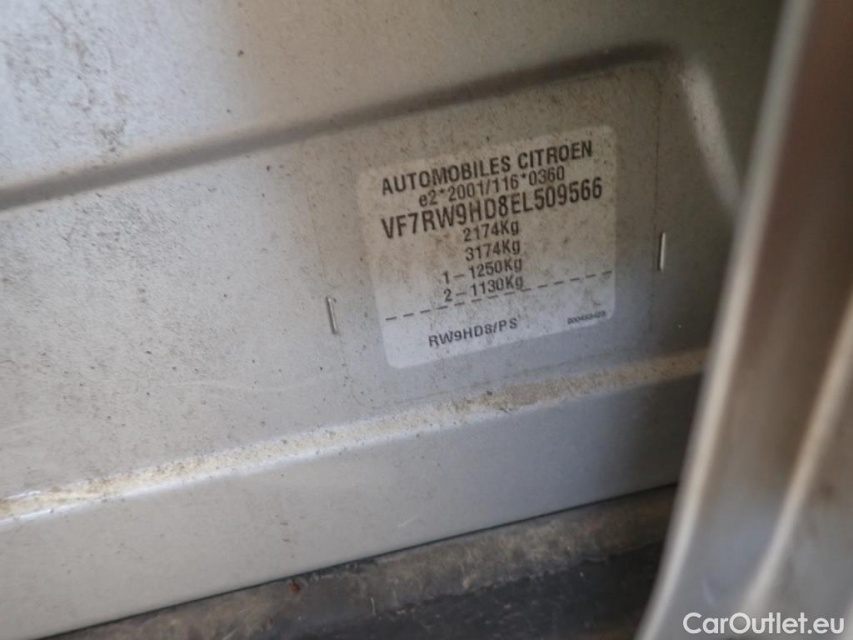 AUTOMOBILES CITROEN
e2*2001/116*0360
VF7RW9HD8EL509566
2174Kg
3174Kg
1-1250Kg
2-1130Kg
RW9HD8/PS
CarOutlet.eu